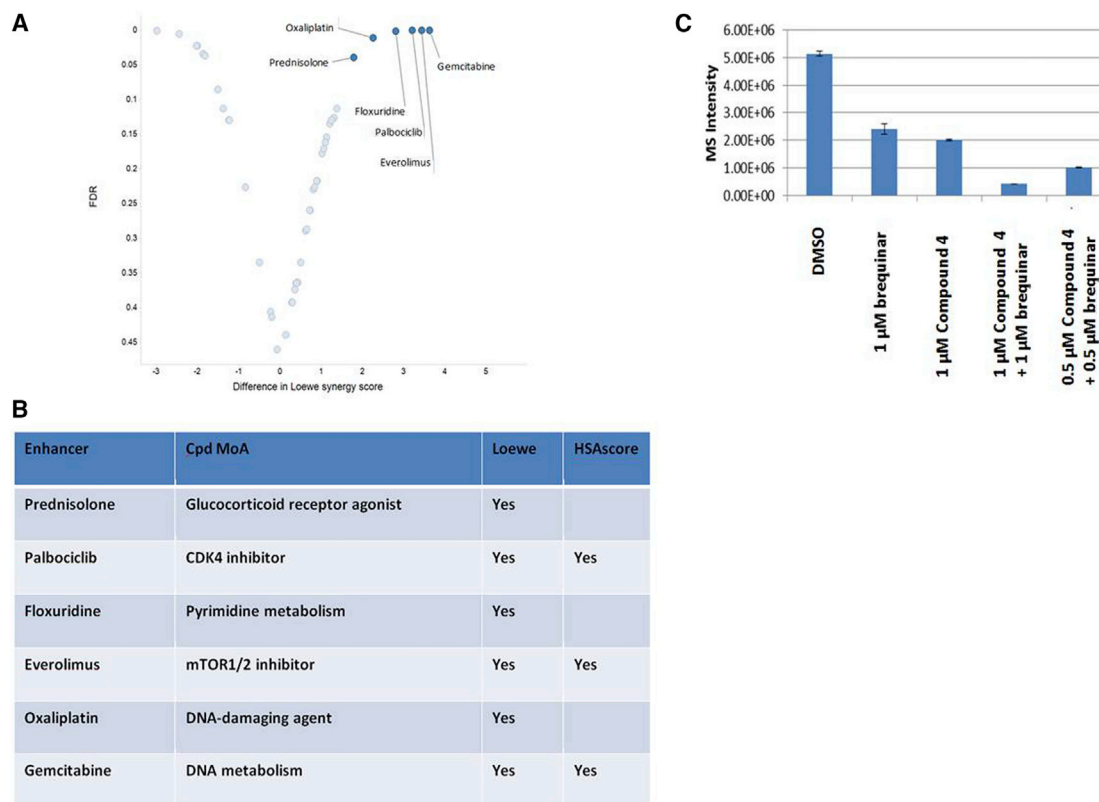 A
0
0.05
0.1
0.15
0.2
0.25
0.3
0.35
0.4
0.45
FDR
Oxaliplatin
Prednisolone
Gemcitabine
Floxuridine
Palbociclib
Everolimus
-3 -2 -1 0 1 2 3 4 5
Difference in Loewe synergy score
B
Enhancer Cpd MoA Loewe HSAscore
Prednisolone Glucocorticoid receptor agonist Yes
Palbociclib CDK4 inhibitor Yes Yes
Floxuridine Pyrimidine metabolism Yes
Everolimus mTOR1/2 inhibitor Yes Yes
Oxaliplatin DNA-damaging agent Yes
Gemcitabine DNA metabolism Yes Yes
C
MS Intensity
6.00E+06
5.00E+06
4.00E+06
3.00E+06
2.00E+06
1.00E+06
0.00E+00
DMSO
1 µM brequinar
1 µM Compound 4
1 µM Compound 4
+ 1 µM brequinar
0.5 µM Compound 4
+ 0.5 µM brequinar